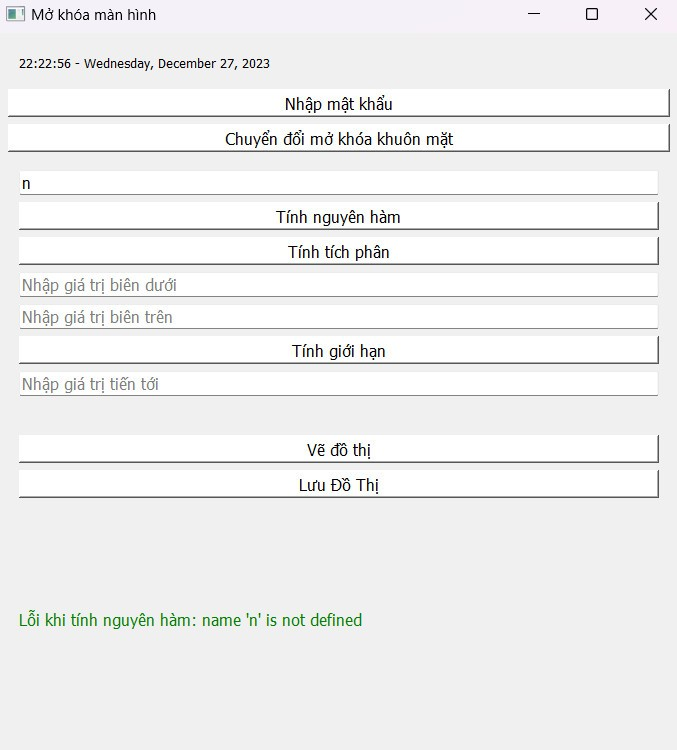 Mở khóa màn hình
22:22:56 - Wednesday, December 27, 2023
Nhập mật khẩu
Chuyển đổi mở khóa khuôn mặt
n
Tính nguyên hàm
Tính tích phân
Nhập giá trị biên dưới
Nhập giá trị biên trên
Tính giới hạn
Nhập giá trị tiến tới
Vẽ đồ thị
Lưu Đồ Thị
Lỗi khi tính nguyên hàm: name 'n' is not defined